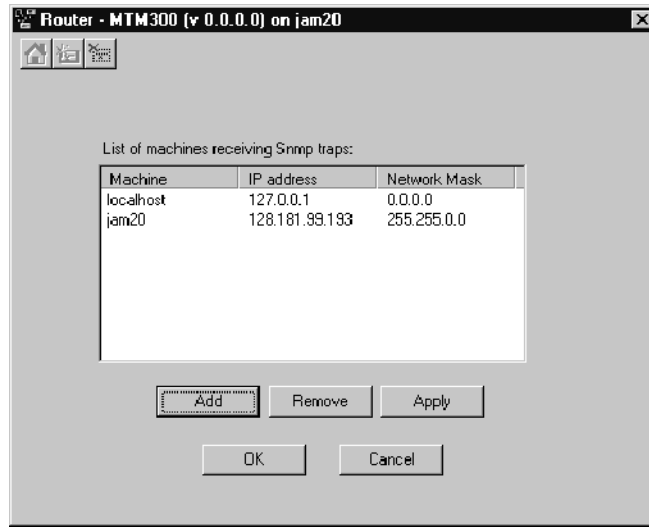 Router - MTM300 (v 0.0.0.0) on jam20
List of machines receiving Snmp traps:
Machine IP address Network Mask
localhost 127.0.0.1 0.0.0.0
jam20 128.181.99.193 255.255.0.0
Add Remove Apply
OK Cancel